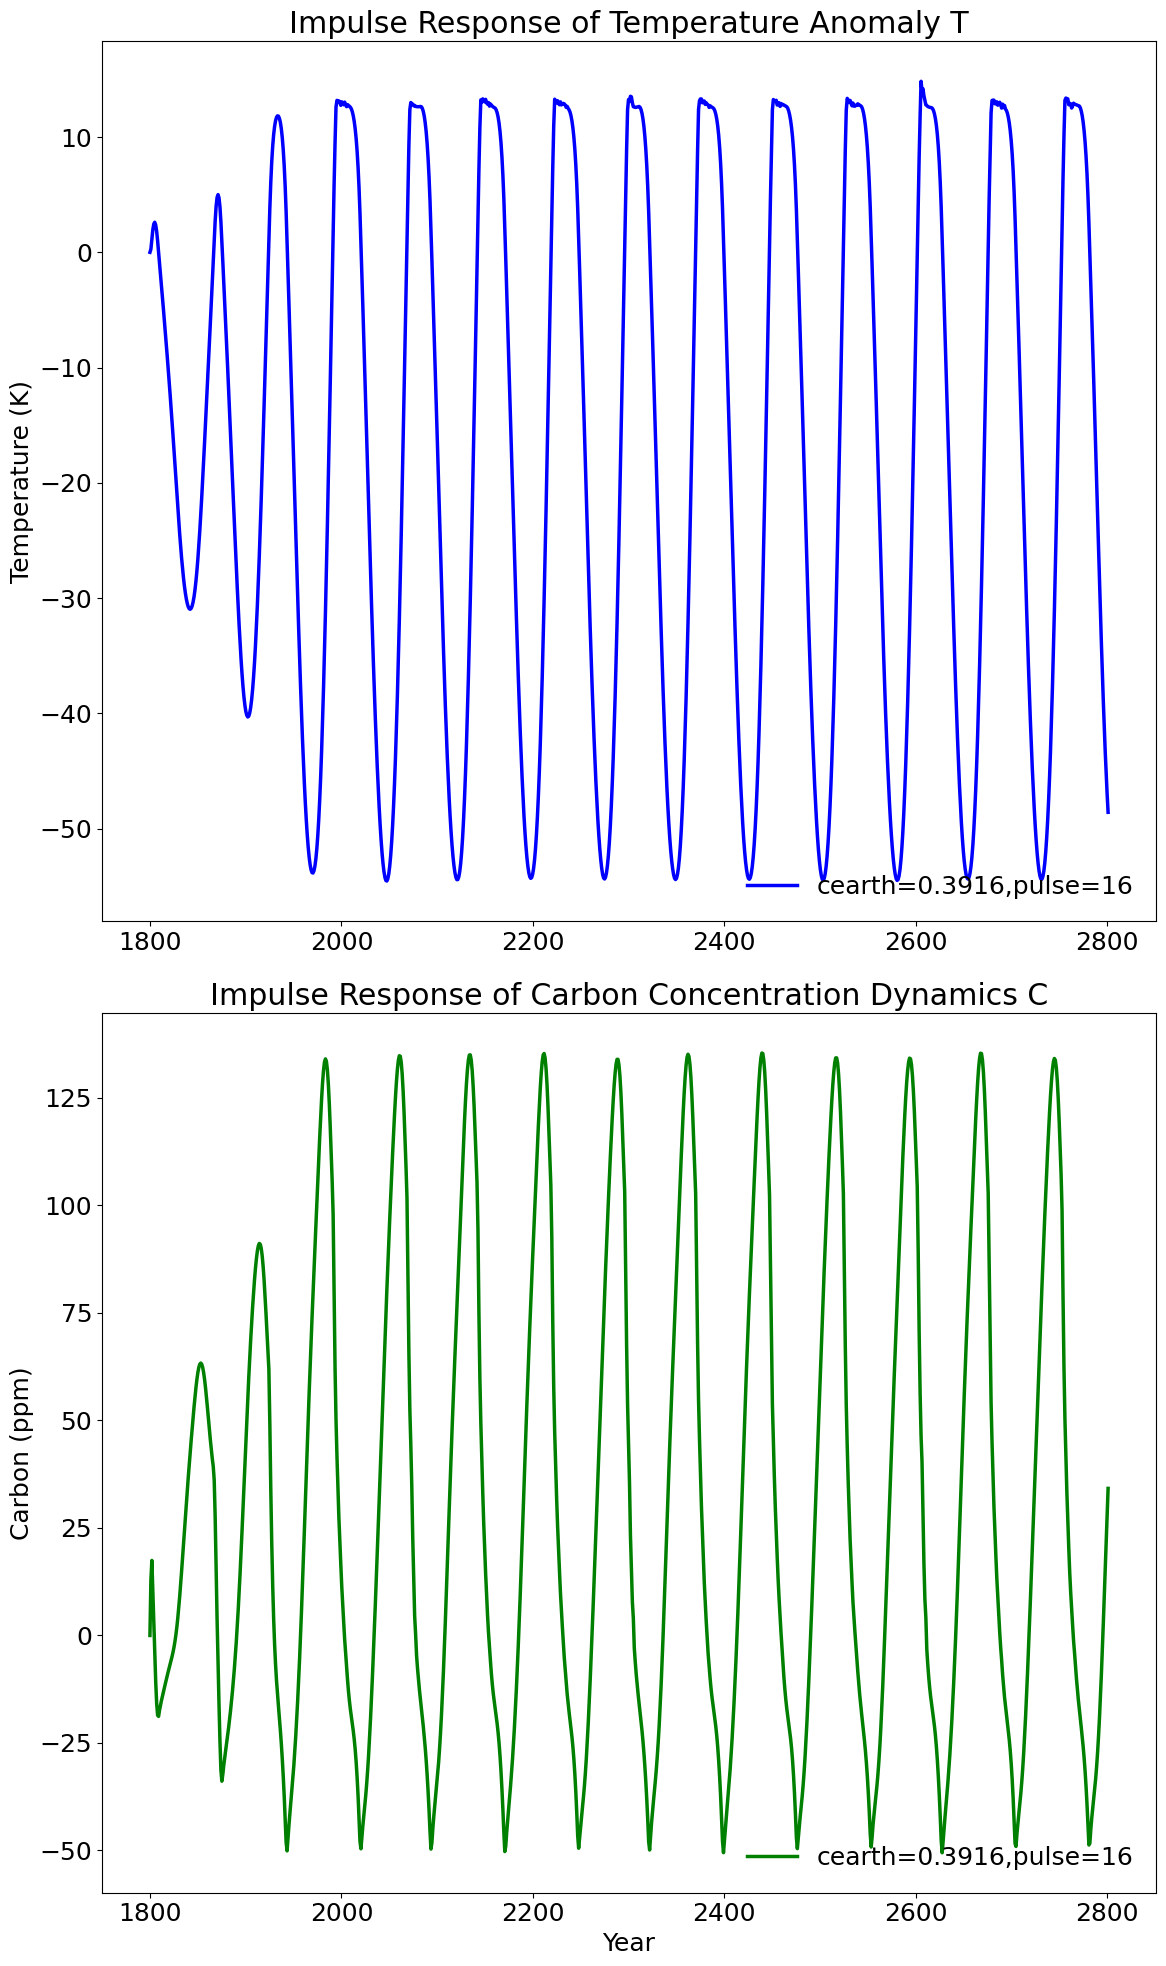 Impulse Response of Temperature Anomaly T
Temperature (K)
10
0
−10
−20
−30
−40
−50
cearth=0.3916,pulse=16
1800 2000 2200 2400 2600 2800
Impulse Response of Carbon Concentration Dynamics C
Carbon (ppm)
125
100
75
50
25
0
−25
−50
cearth=0.3916,pulse=16
1800 2000 2200 2400 2600 2800
Year